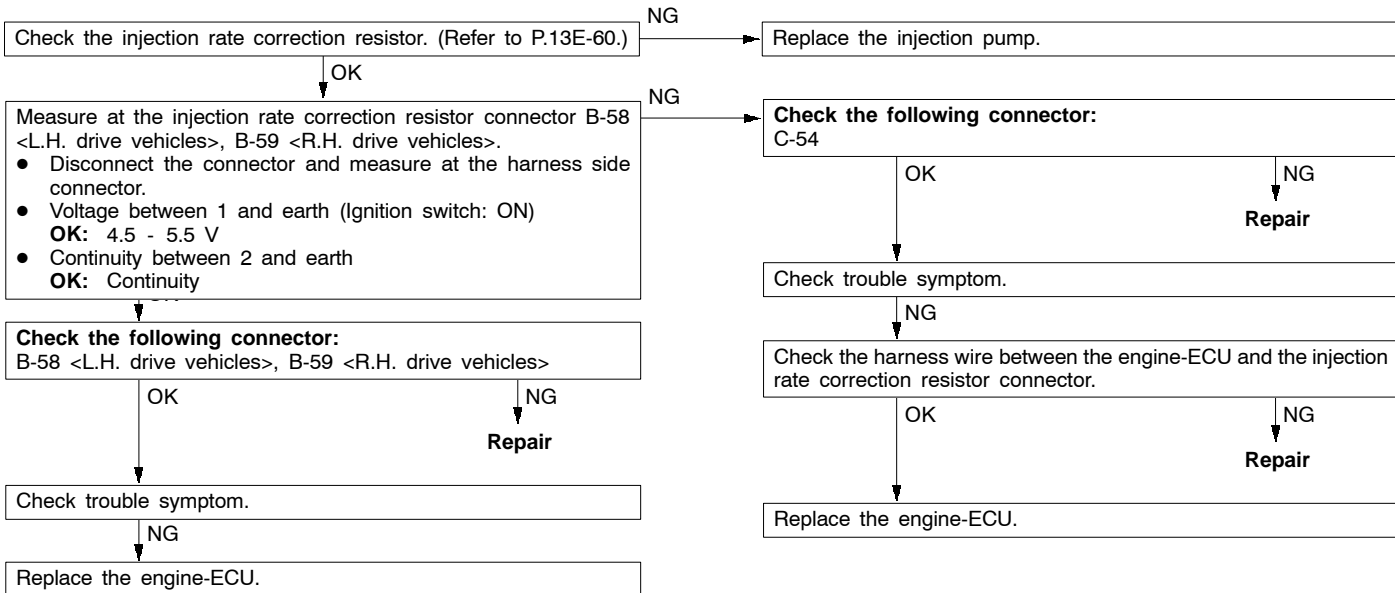 Check the injection rate correction resistor. (Refer to P.13E-60.)
NG
Replace the injection pump.
OK
Measure at the injection rate correction resistor connector B-58
<L.H. drive vehicles>, B-59 <R.H. drive vehicles>.
● Disconnect the connector and measure at the harness side
connector.
● Voltage between 1 and earth (Ignition switch: ON)
OK: 4.5 - 5.5 V
● Continuity between 2 and earth
OK: Continuity
NG
Check the following connector:
C-54
OK
NG
Repair
Check trouble symptom.
NG
Check the harness wire between the engine-ECU and the injection
rate correction resistor connector.
OK
NG
Repair
Replace the engine-ECU.
Check the following connector:
B-58 <L.H. drive vehicles>, B-59 <R.H. drive vehicles>
OK
NG
Repair
Check trouble symptom.
NG
Replace the engine-ECU.